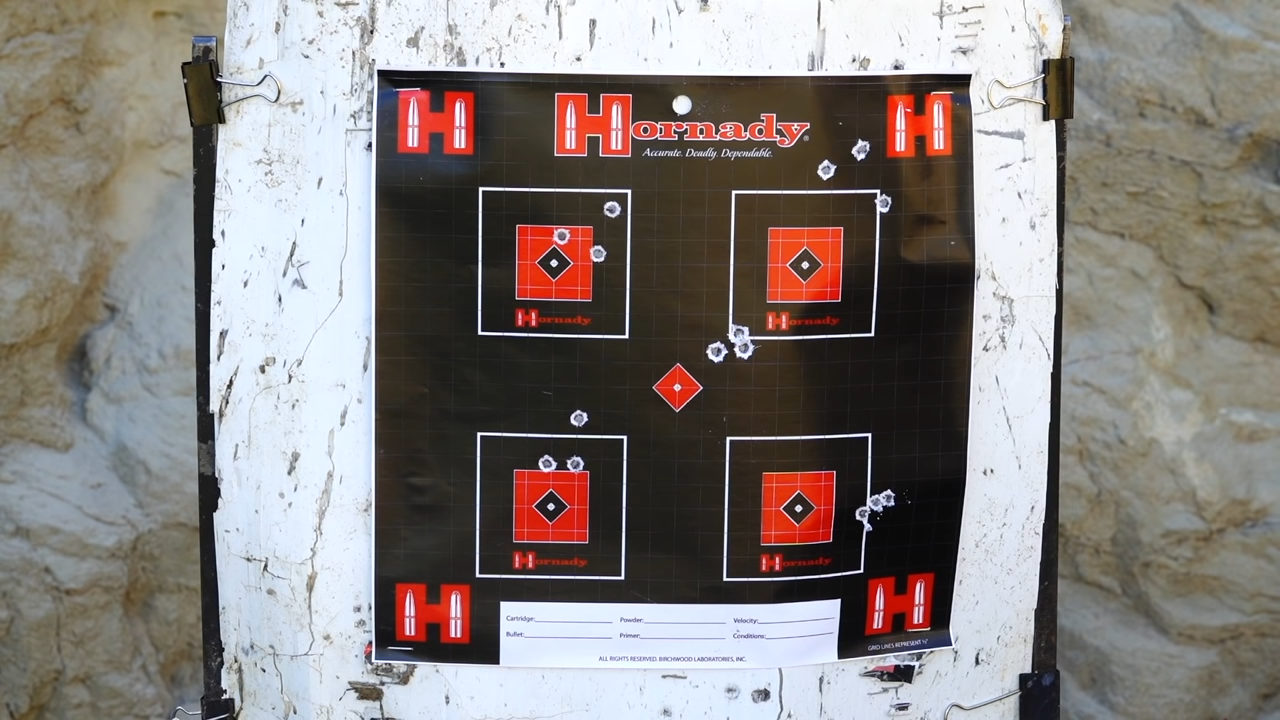 Hornady®
Accurate. Deadly. Dependable.
Hornady
Hornady
Hornady
Hornady
Cartridge: Powder: Velocity:
Bullet: Primer: Conditions:
GRID LINES REPRESENT ½"
ALL RIGHTS RESERVED. BIRCHWOOD LABORATORIES, INC.